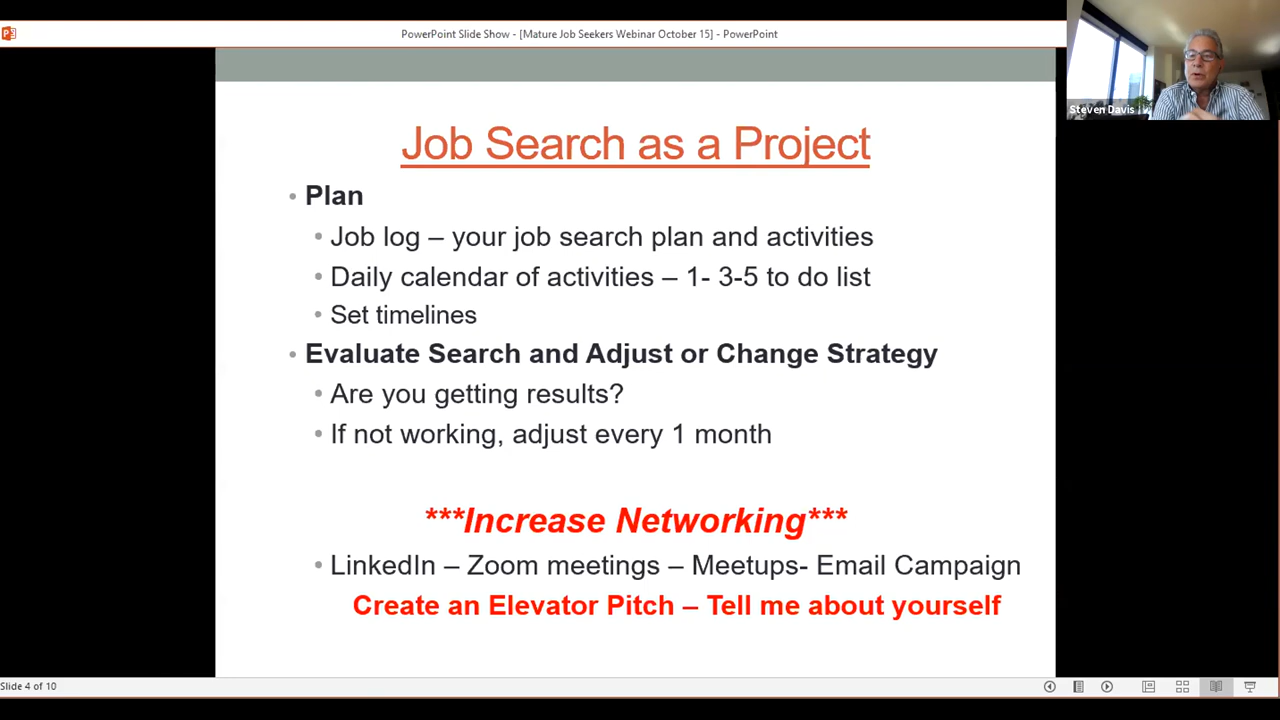 PowerPoint Slide Show - [Mature Job Seekers Webinar October 15] - PowerPoint
Steven Davis
Job Search as a Project
• Plan
• Job log – your job search plan and activities
• Daily calendar of activities – 1- 3-5 to do list
• Set timelines
• Evaluate Search and Adjust or Change Strategy
• Are you getting results?
• If not working, adjust every 1 month
***Increase Networking***
• LinkedIn – Zoom meetings – Meetups- Email Campaign
Create an Elevator Pitch – Tell me about yourself
Slide 4 of 10